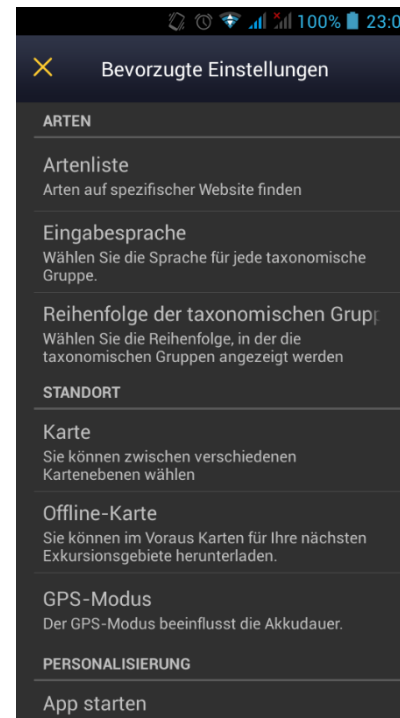 100% 23:0
Bevorzugte Einstellungen
ARTEN
Artenliste
Arten auf spezifischer Website finden
Eingabesprache
Wählen Sie die Sprache für jede taxonomische
Gruppe.
Reihenfolge der taxonomischen Grupp
Wählen Sie die Reihenfolge, in der die
taxonomischen Gruppen angezeigt werden
STANDORT
Karte
Sie können zwischen verschiedenen
Kartenebenen wählen
Offline-Karte
Sie können im Voraus Karten für Ihre nächsten
Exkursionsgebiete herunterladen.
GPS-Modus
Der GPS-Modus beeinflusst die Akkudauer.
PERSONALISIERUNG
App starten